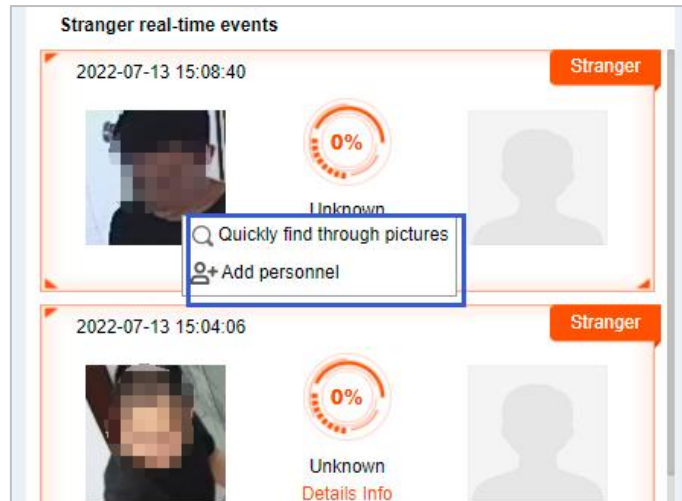 Stranger real-time events
2022-07-13 15:08:40 Stranger
0%
Unknown
Quickly find through pictures
Add personnel
2022-07-13 15:04:06 Stranger
0%
Unknown
Details Info